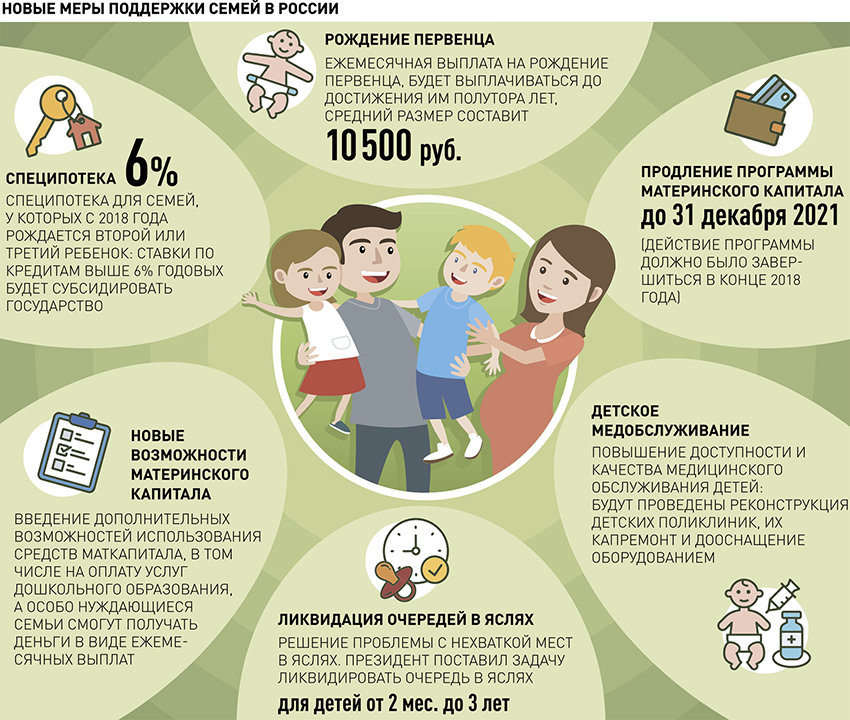 НОВЫЕ МЕРЫ ПОДДЕРЖКИ СЕМЕЙ В РОССИИ
РОЖДЕНИЕ ПЕРВЕНЦА
ЕЖЕМЕСЯЧНАЯ ВЫПЛАТА НА РОЖДЕНИЕ
ПЕРВЕНЦА, БУДЕТ ВЫПЛАЧИВАТЬСЯ ДО
ДОСТИЖЕНИЯ ИМ ПОЛУТОРА ЛЕТ,
СРЕДНИЙ РАЗМЕР СОСТАВИТ
10 500 руб.
СПЕЦИПОТЕКА 6%
СПЕЦИПОТЕКА ДЛЯ СЕМЕЙ,
У КОТОРЫХ С 2018 ГОДА
РОЖДАЕТСЯ ВТОРОЙ ИЛИ
ТРЕТИЙ РЕБЕНОК: СТАВКИ ПО
КРЕДИТАМ ВЫШЕ 6% ГОДОВЫХ
БУДЕТ СУБСИДИРОВАТЬ
ГОСУДАРСТВО
ПРОДЛЕНИЕ ПРОГРАММЫ
МАТЕРИНСКОГО КАПИТАЛА
до 31 декабря 2021
(ДЕЙСТВИЕ ПРОГРАММЫ
ДОЛЖНО БЫЛО ЗАВЕР-
ШИТЬСЯ В КОНЦЕ 2018
ГОДА)
НОВЫЕ
ВОЗМОЖНОСТИ
МАТЕРИНСКОГО
КАПИТАЛА
ВВЕДЕНИЕ ДОПОЛНИТЕЛЬНЫХ
ВОЗМОЖНОСТЕЙ ИСПОЛЬЗОВАНИЯ
СРЕДСТВ МАТКАПИТАЛА, В ТОМ
ЧИСЛЕ НА ОПЛАТУ УСЛУГ
ДОШКОЛЬНОГО ОБРАЗОВАНИЯ,
А ОСОБО НУЖДАЮЩИЕСЯ
СЕМЬИ СМОГУТ ПОЛУЧАТЬ
ДЕНЬГИ В ВИДЕ ЕЖЕМЕ-
СЯЧНЫХ ВЫПЛАТ
ДЕТСКОЕ
МЕДОБСЛУЖИВАНИЕ
ПОВЫШЕНИЕ ДОСТУПНОСТИ И
КАЧЕСТВА МЕДИЦИНСКОГО
ОБСЛУЖИВАНИЯ ДЕТЕЙ:
БУДУТ ПРОВЕДЕНЫ РЕКОНСТРУКЦИЯ
ДЕТСКИХ ПОЛИКЛИНИК, ИХ
КАПРЕМОНТ И ДООСНАЩЕНИЕ
ОБОРУДОВАНИЕМ
ЛИКВИДАЦИЯ ОЧЕРЕДЕЙ В ЯСЛЯХ
РЕШЕНИЕ ПРОБЛЕМЫ С НЕХВАТКОЙ МЕСТ
В ЯСЛЯХ. ПРЕЗИДЕНТ ПОСТАВИЛ ЗАДАЧУ
ЛИКВИДИРОВАТЬ ОЧЕРЕДЬ В ЯСЛЯХ
для детей от 2 мес. до 3 лет